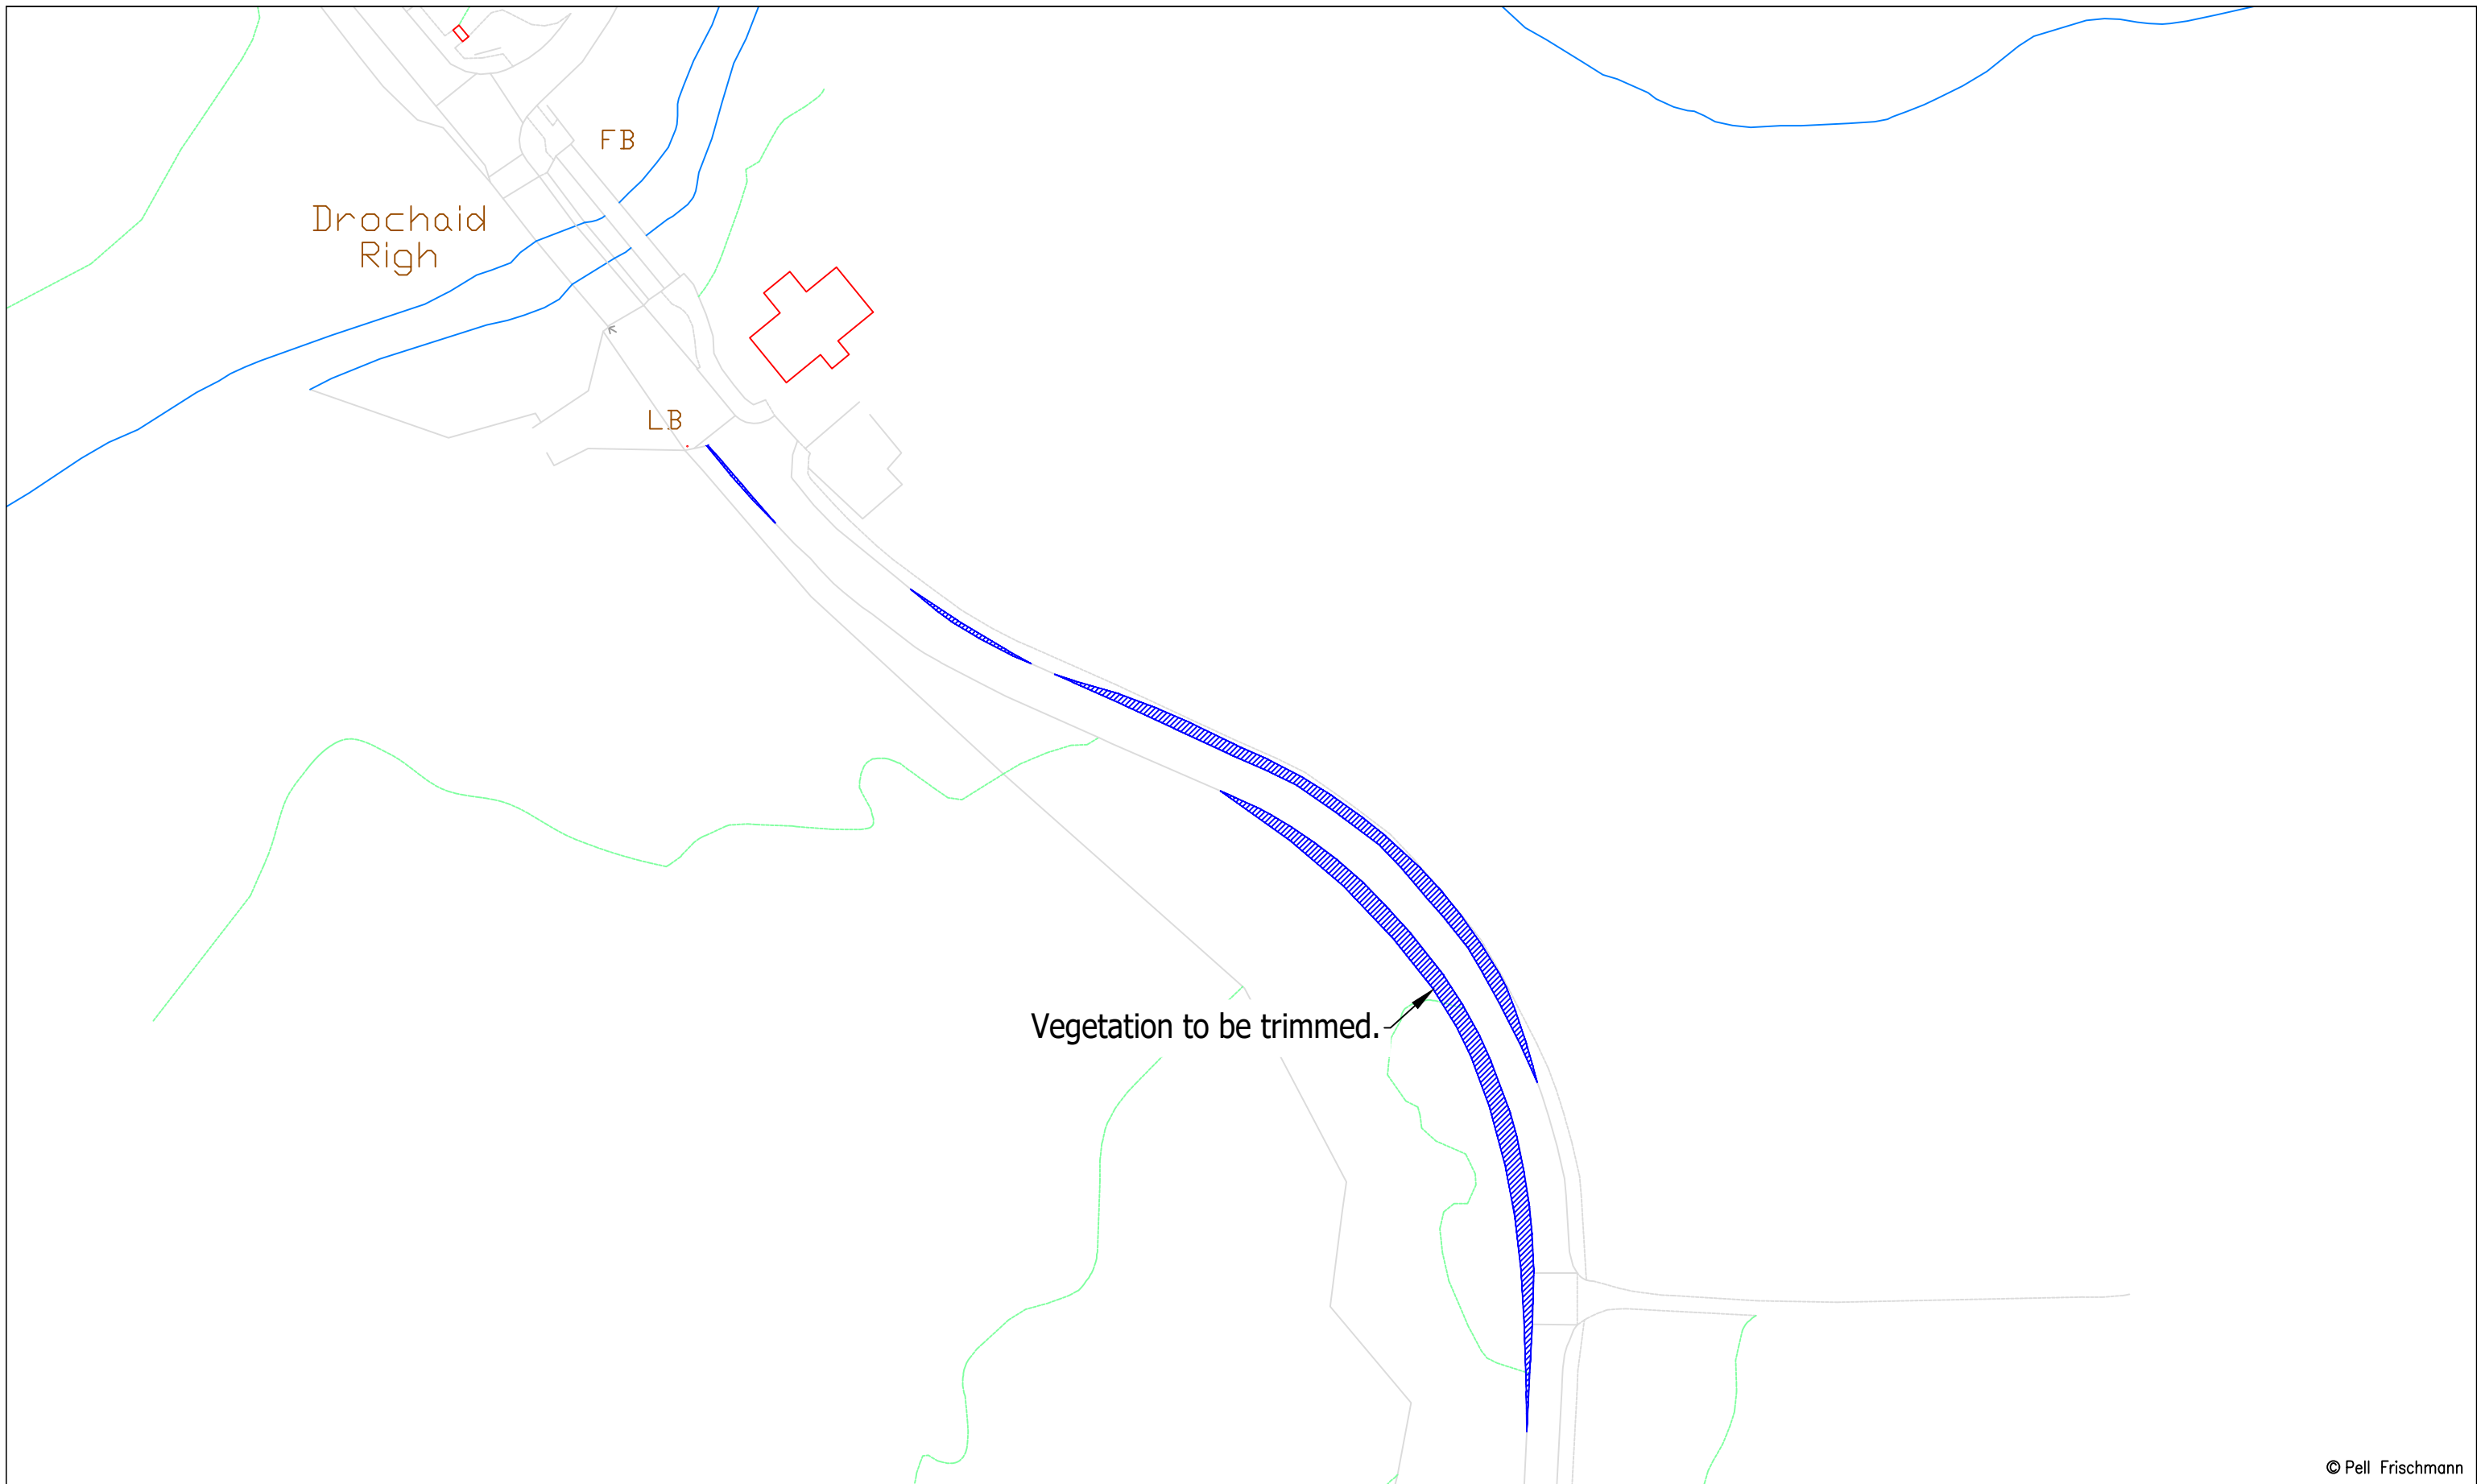 FB
Drochaid
Righ
LB
Vegetation to be trimmed.
© Pell Frischmann